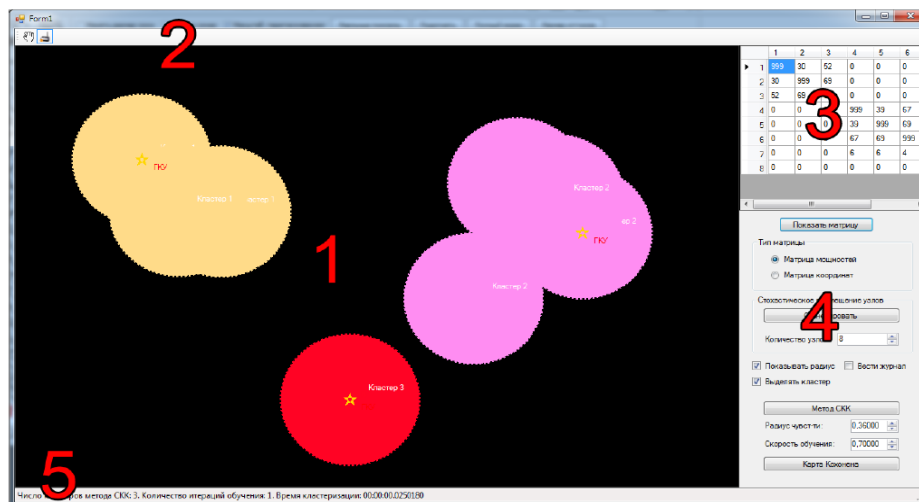 Form1
2
ГКУ
Кластер 1
Кластер 2
ГКУ
Кластер 2
Кластер 3
1
1 2 3 4 5 6
1 999 30 52 0 0 0
2 30 999 69 0 0 0
3 52 69 0 0 0
4 0 0 999 39 67
5 0 0 39 999 69
6 0 0 67 69 999
7 0 0 0 6 6 4
8 0 0 0 0 0 0
3
Показать матрицу
Тип матрицы
Матрица мощностей
Матрица координат
узлов
Количество 8
4
Показывать радиус Вести журнал
Выделять кластер
Метод СКК
Радиус чувст-ти: 0,36000
Скорость обучения: 0,70000
Карта Кохонена
5
Число метода СКК: 3. Количество итераций обучения: 1. Время кластеризации: 00:00:00.0250180